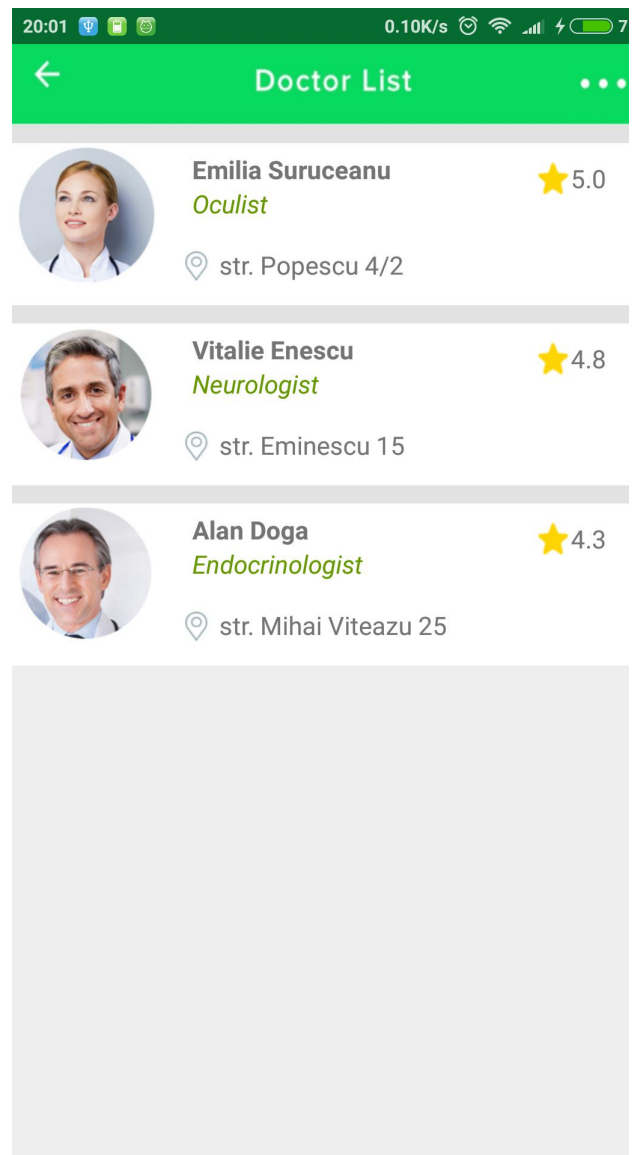 20:01 0.10K/s 7
Doctor List
Emilia Suruceanu
5.0
Oculist
str. Popescu 4/2
Vitalie Enescu
4.8
Neurologist
str. Eminescu 15
Alan Doga
4.3
Endocrinologist
str. Mihai Viteazu 25